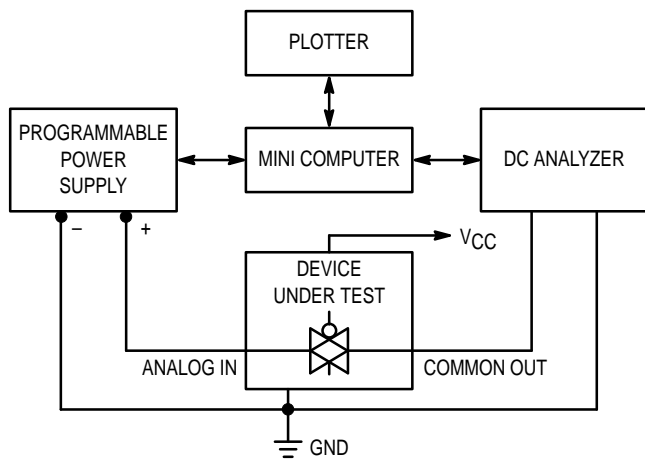 PLOTTER
PROGRAMMABLE
POWER
SUPPLY
MINI COMPUTER
DC ANALYZER
– +
VCC
DEVICE
UNDER TEST
ANALOG IN
COMMON OUT
GND